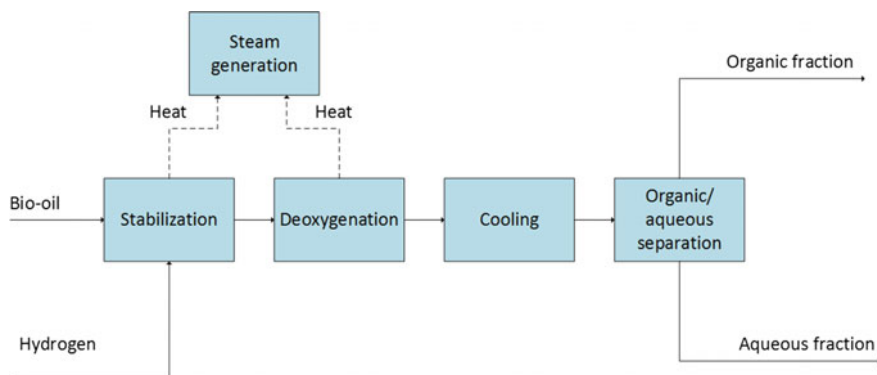 Steam
generation
Organic fraction
Heat
Heat
Bio-oil
Stabilization
Deoxygenation
Cooling
Organic/
aqueous
separation
Hydrogen
Aqueous fraction